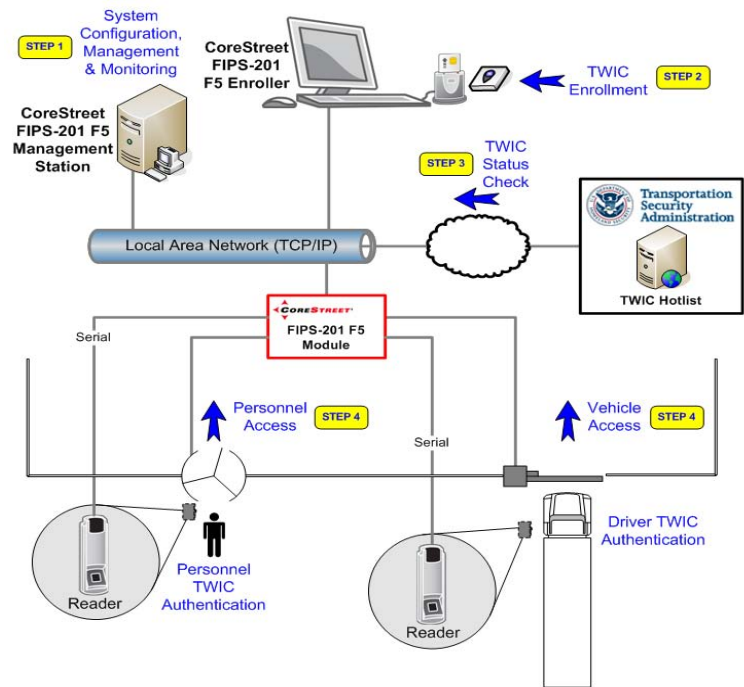 STEP 1
System
Configuration,
Management
& Monitoring
CoreStreet
FIPS-201 F5
Management
Station
CoreStreet
FIPS-201
F5 Enroller
TWIC
Enrollment
STEP 2
STEP 3
TWIC
Status
Check
Transportation
Security
Administration
TWIC Hotlist
Local Area Network (TCP/IP)
CORESTREET
FIPS-201 F5
Module
Serial
Serial
Personnel
Access
STEP 4
Vehicle
Access
STEP 4
Reader
Personnel
TWIC
Authentication
Reader
Driver TWIC
Authentication